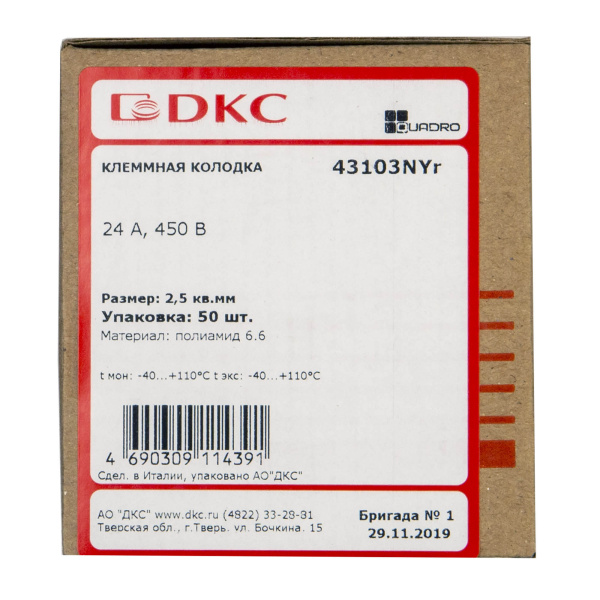 DKC
QUADRO
КЛЕММНАЯ КОЛОДКА 43103NYr
24 А, 450 В
Размер: 2,5 кв.мм
Упаковка: 50 шт.
Материал: полиамид 6.6
t мон: -40...+110°C t экс: -40...+110°C
4 690309 114391
Сдел. в Италии, упаковано АО"ДКС"
АО "ДКС" www.dkc.ru (4822) 33-28-81
Тверская обл., г.Тверь, ул. Бочкина, 15
Бригада № 1
29.11.2019